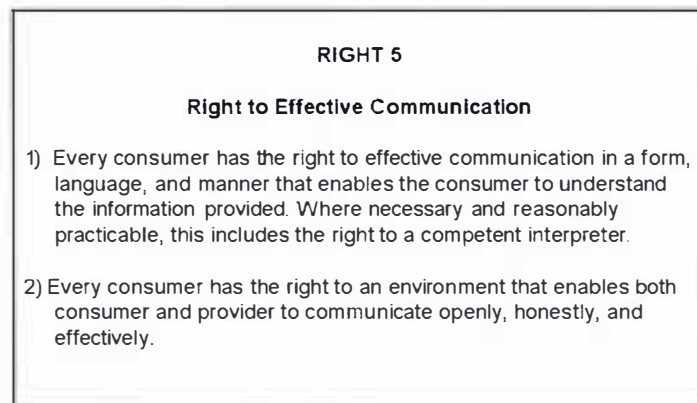 RIGHT 5
Right to Effective Communication
1) Every consumer has the right to effective communication in a form,
language, and manner that enables the consumer to understand
the information provided. Where necessary and reasonably
practicable, this includes the right to a competent interpreter.
2) Every consumer has the right to an environment that enables both
consumer and provider to communicate openly, honestly, and
effectively.